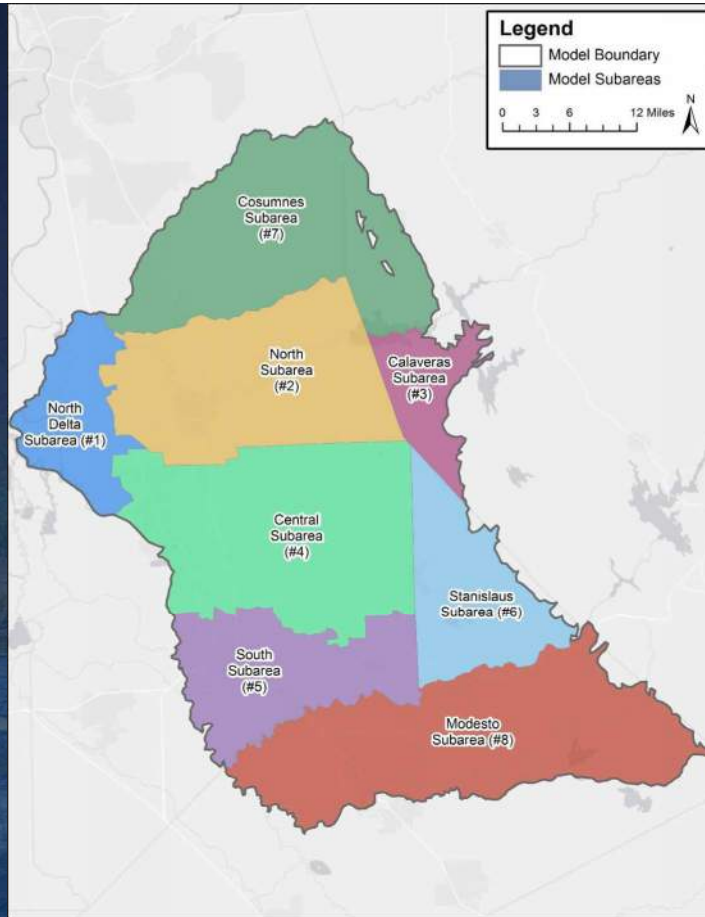 Legend
Model Boundary
Model Subareas
0 3 6 12 Miles
N
Cosumnes
Subarea
(#7)
North
Subarea
(#2)
Calaveras
Subarea
(#3)
North
Delta
Subarea (#1)
Central
Subarea
(#4)
Stanislaus
Subarea (#6)
South
Subarea
(#5)
Modesto
Subarea (#8)